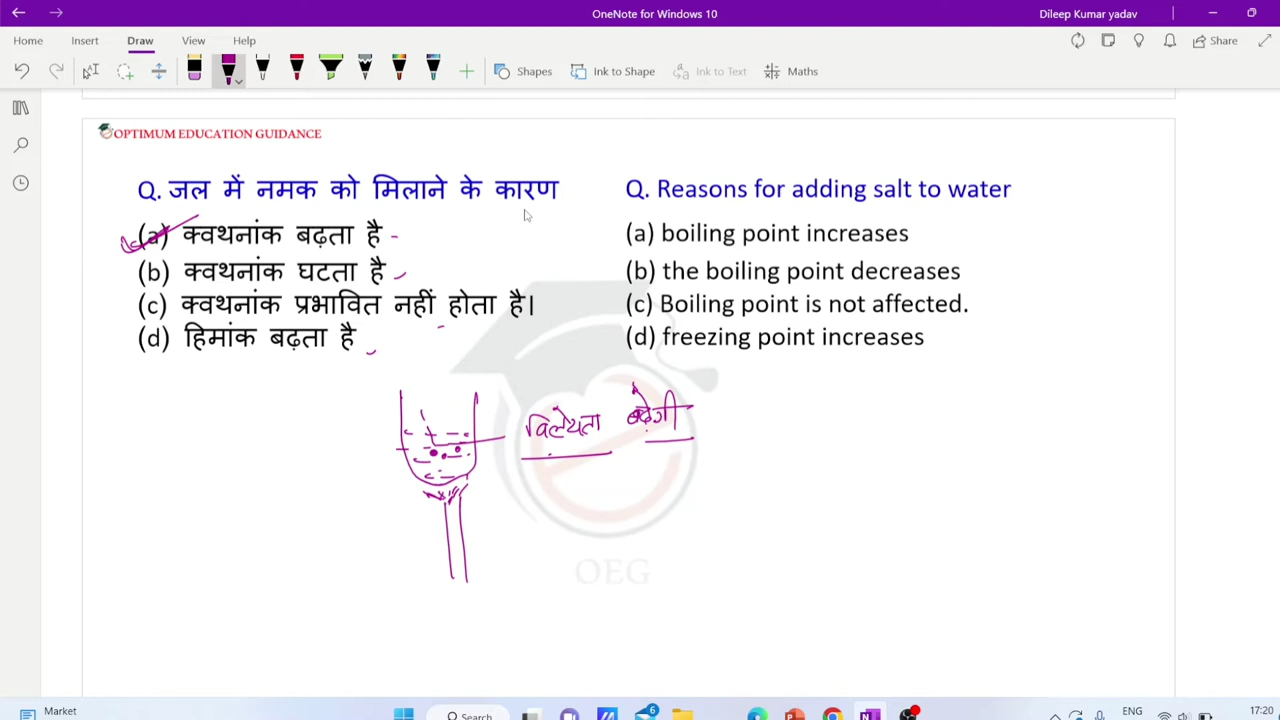 OneNote for Windows 10
Dileep Kumar yadav
Home Insert Draw View Help
Share
Shapes Ink to Shape Ink to Text Maths
OPTIMUM EDUCATION GUIDANCE
Q. जल में नमक को मिलाने के कारण
(a) क्वथनांक बढ़ता है
(b) क्वथनांक घटता है
(c) क्वथनांक प्रभावित नहीं होता है।
(d) हिमांक बढ़ता है
Q. Reasons for adding salt to water
(a) boiling point increases
(b) the boiling point decreases
(c) Boiling point is not affected.
(d) freezing point increases
विलेयता बढ़ेगी
OEG
Market
Search
6
ENG
17:20